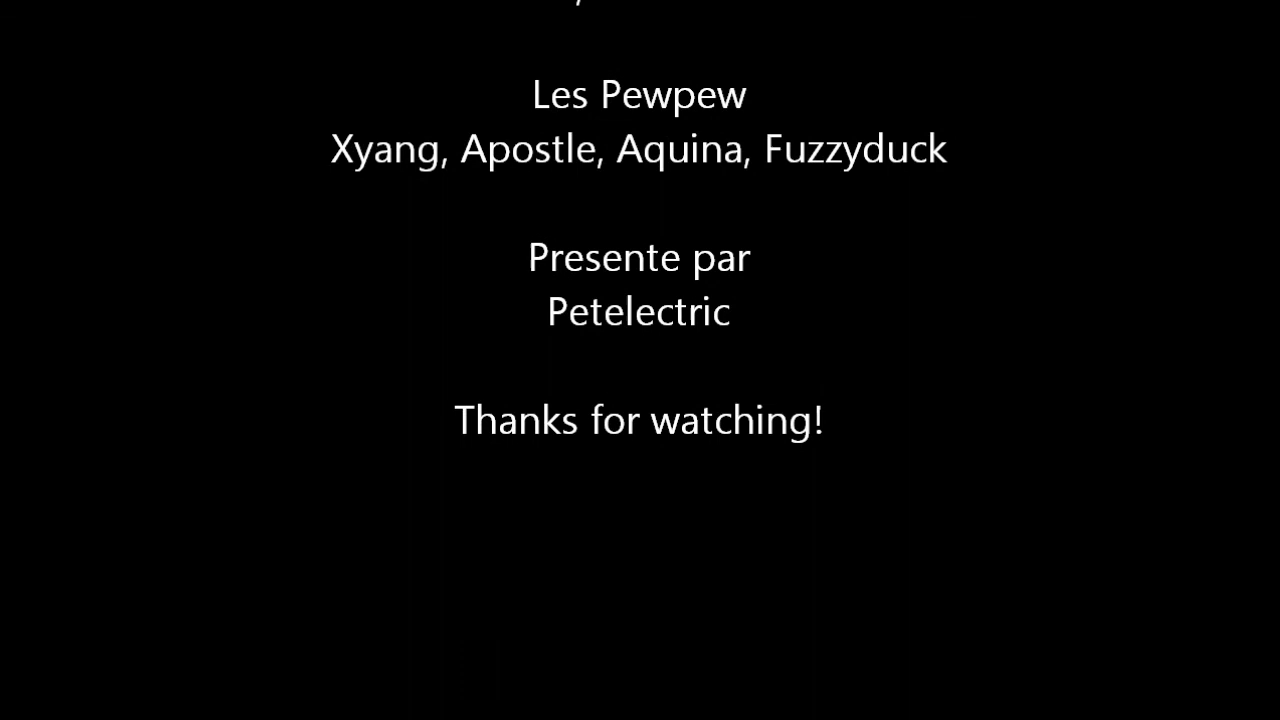 Les Pewpew
Xyang, Apostle, Aquina, Fuzzyduck
Presente par
Petelectric
Thanks for watching!